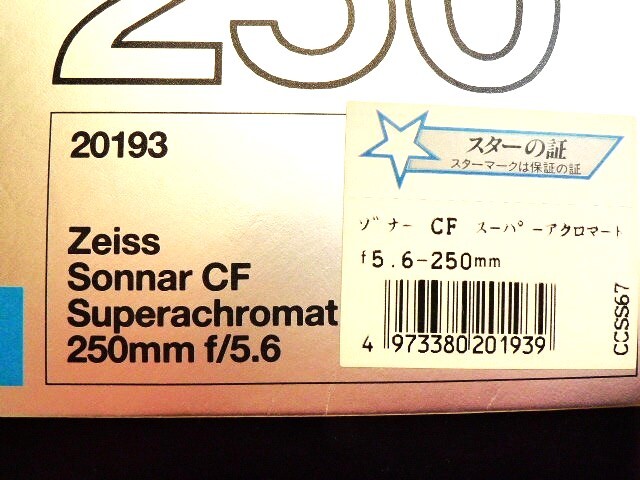 250
20193
Zeiss
Sonnar CF
Superachromat
250mm f/5.6
スターの証
スターマークは保証の証
ゾナー CF スーパーアクロマート
f5.6-250mm
4 973380 201939
CCSS67